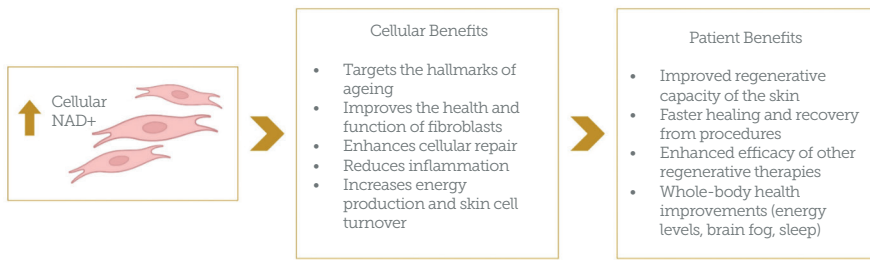 Cellular
NAD+
Cellular Benefits
• Targets the hallmarks of
ageing
• Improves the health and
function of fibroblasts
• Enhances cellular repair
• Reduces inflammation
• Increases energy
production and skin cell
turnover
Patient Benefits
• Improved regenerative
capacity of the skin
• Faster healing and recovery
from procedures
• Enhanced efficacy of other
regenerative therapies
• Whole-body health
improvements (energy
levels, brain fog, sleep)